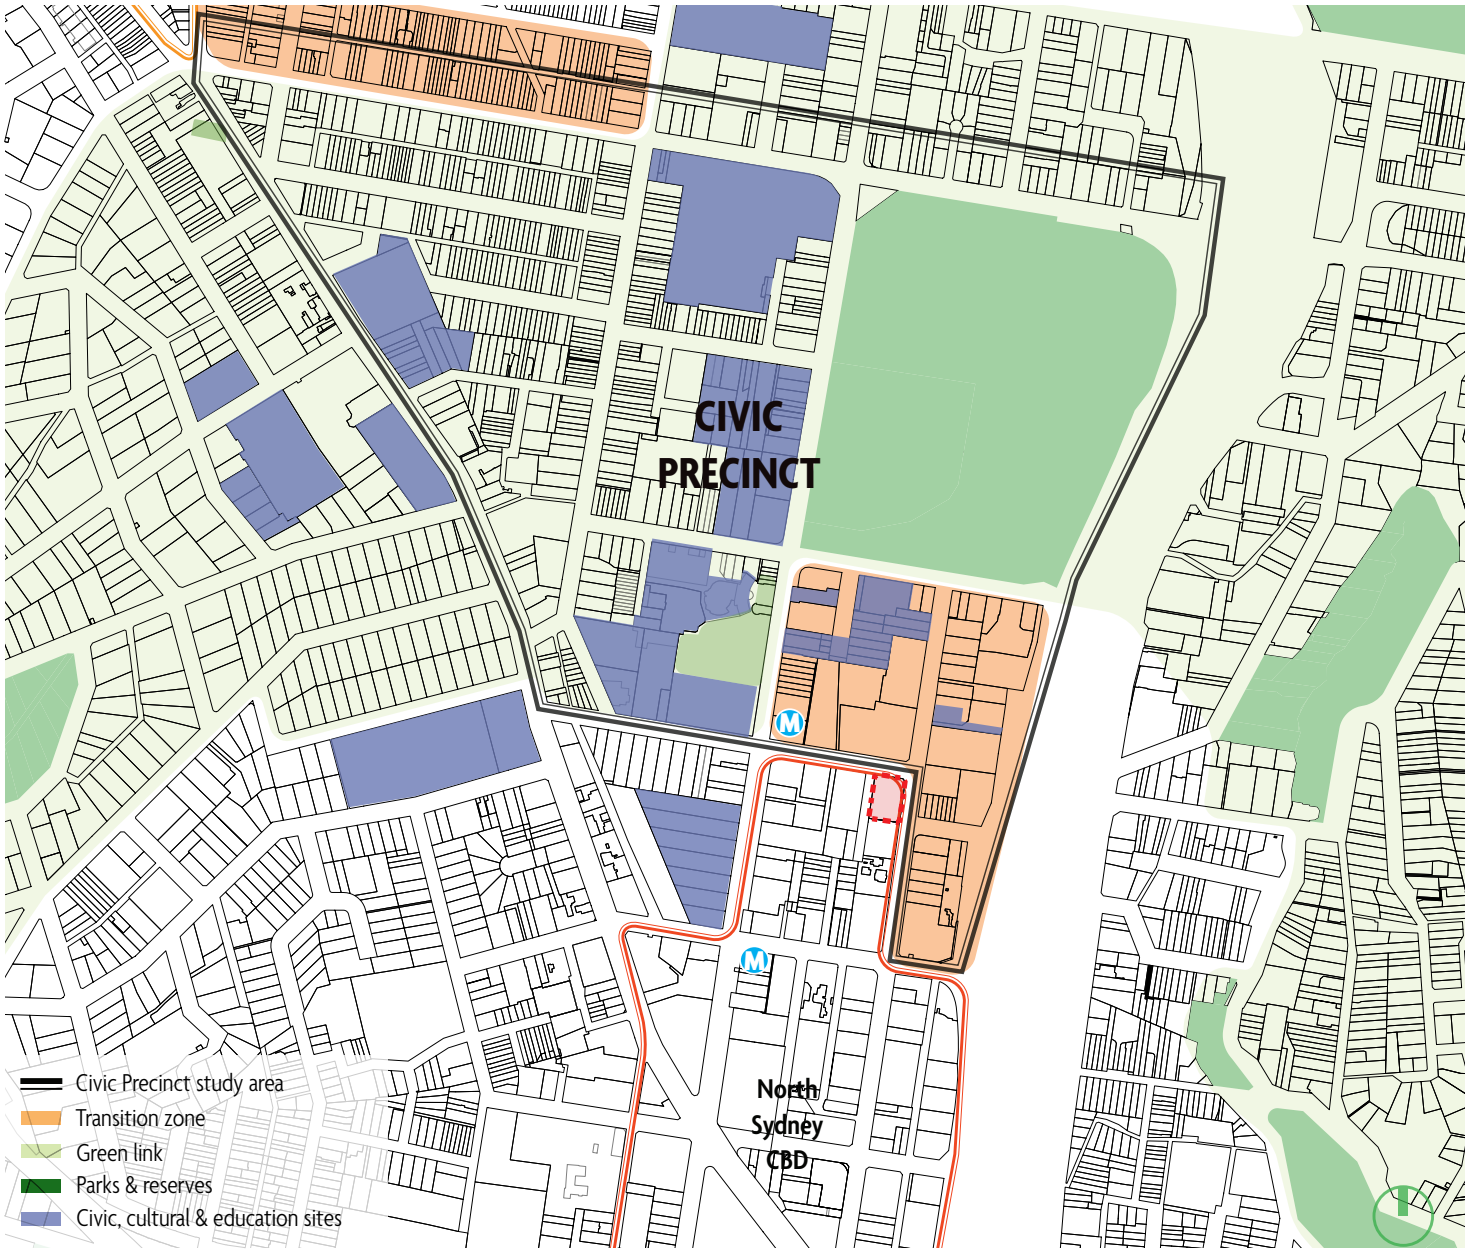 CIVIC
PRECINCT
M
M
North
Sydney
CBD
Civic Precinct study area
Transition zone
Green link
Parks & reserves
Civic, cultural & education sites